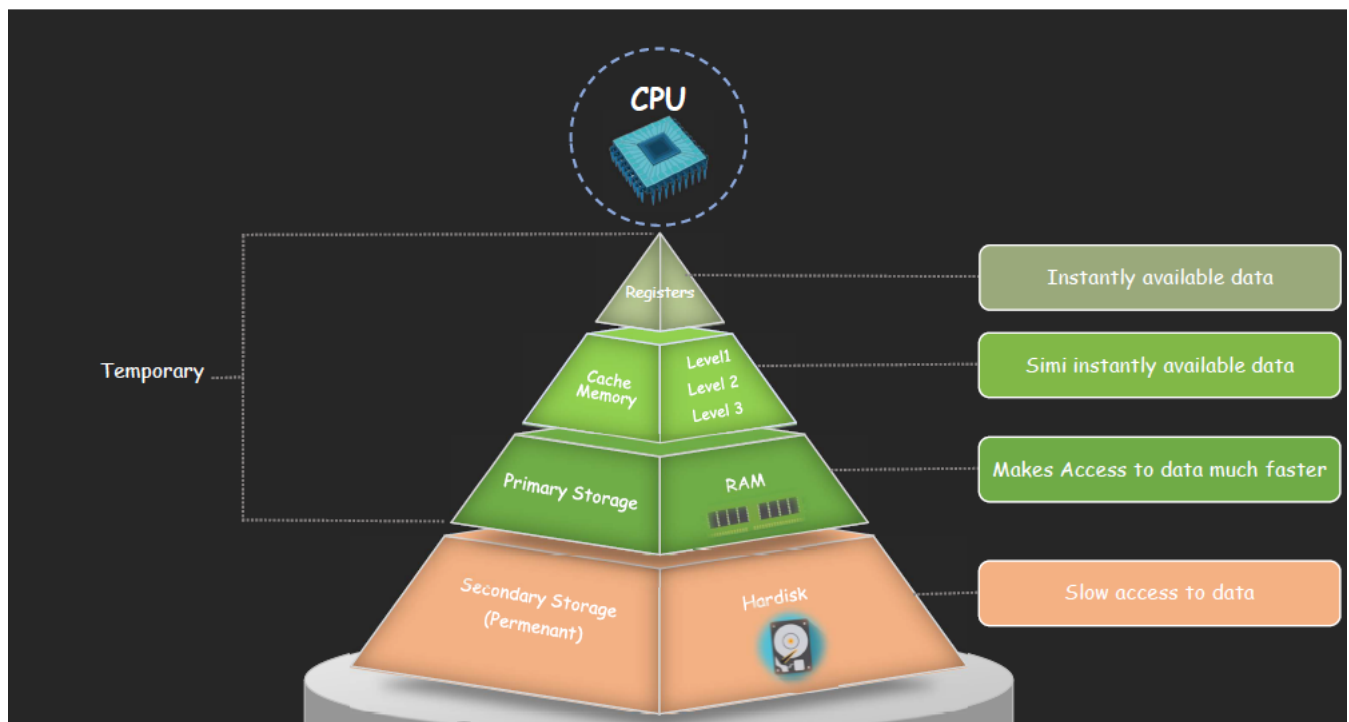 CPU
Registers
Instantly available data
Temporary
Cache
Memory
Level1
Level 2
Level 3
Simi instantly available data
Primary Storage
RAM
Makes Access to data much faster
Secondary Storage
(Permenant)
Hardisk
Slow access to data